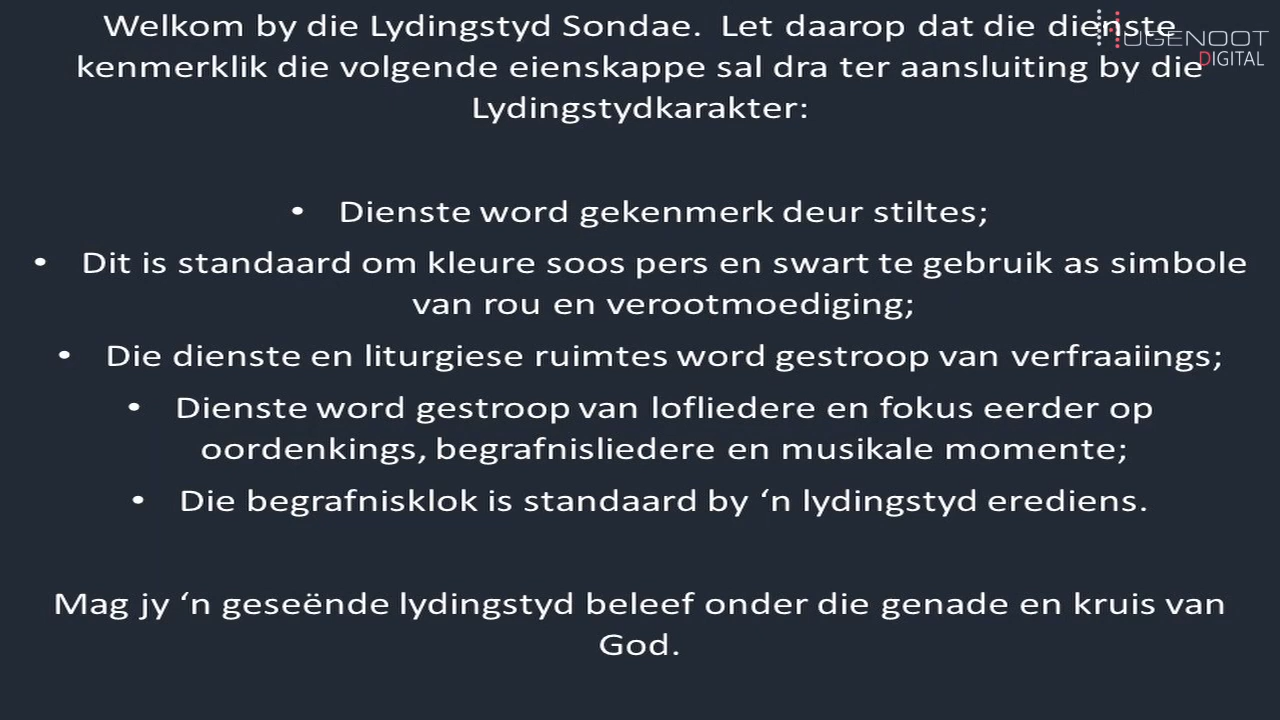 Welkom by die Lydingstyd Sondae. Let daarop dat die dienste
kenmerklik die volgende eienskappe sal dra ter aansluiting by die
Lydingstydkarakter:
HUGENOOT
DIGITAL
• Dienste word gekenmerk deur stiltes;
• Dit is standaard om kleure soos pers en swart te gebruik as simbole
van rou en verootmoediging;
• Die dienste en liturgiese ruimtes word gestroop van verfraaiings;
• Dienste word gestroop van lofliedere en fokus eerder op
oordenkings, begrafnisliedere en musikale momente;
• Die begrafnisklok is standaard by ‘n lydingstyd erediens.
Mag jy ‘n geseënde lydingstyd beleef onder die genade en kruis van
God.